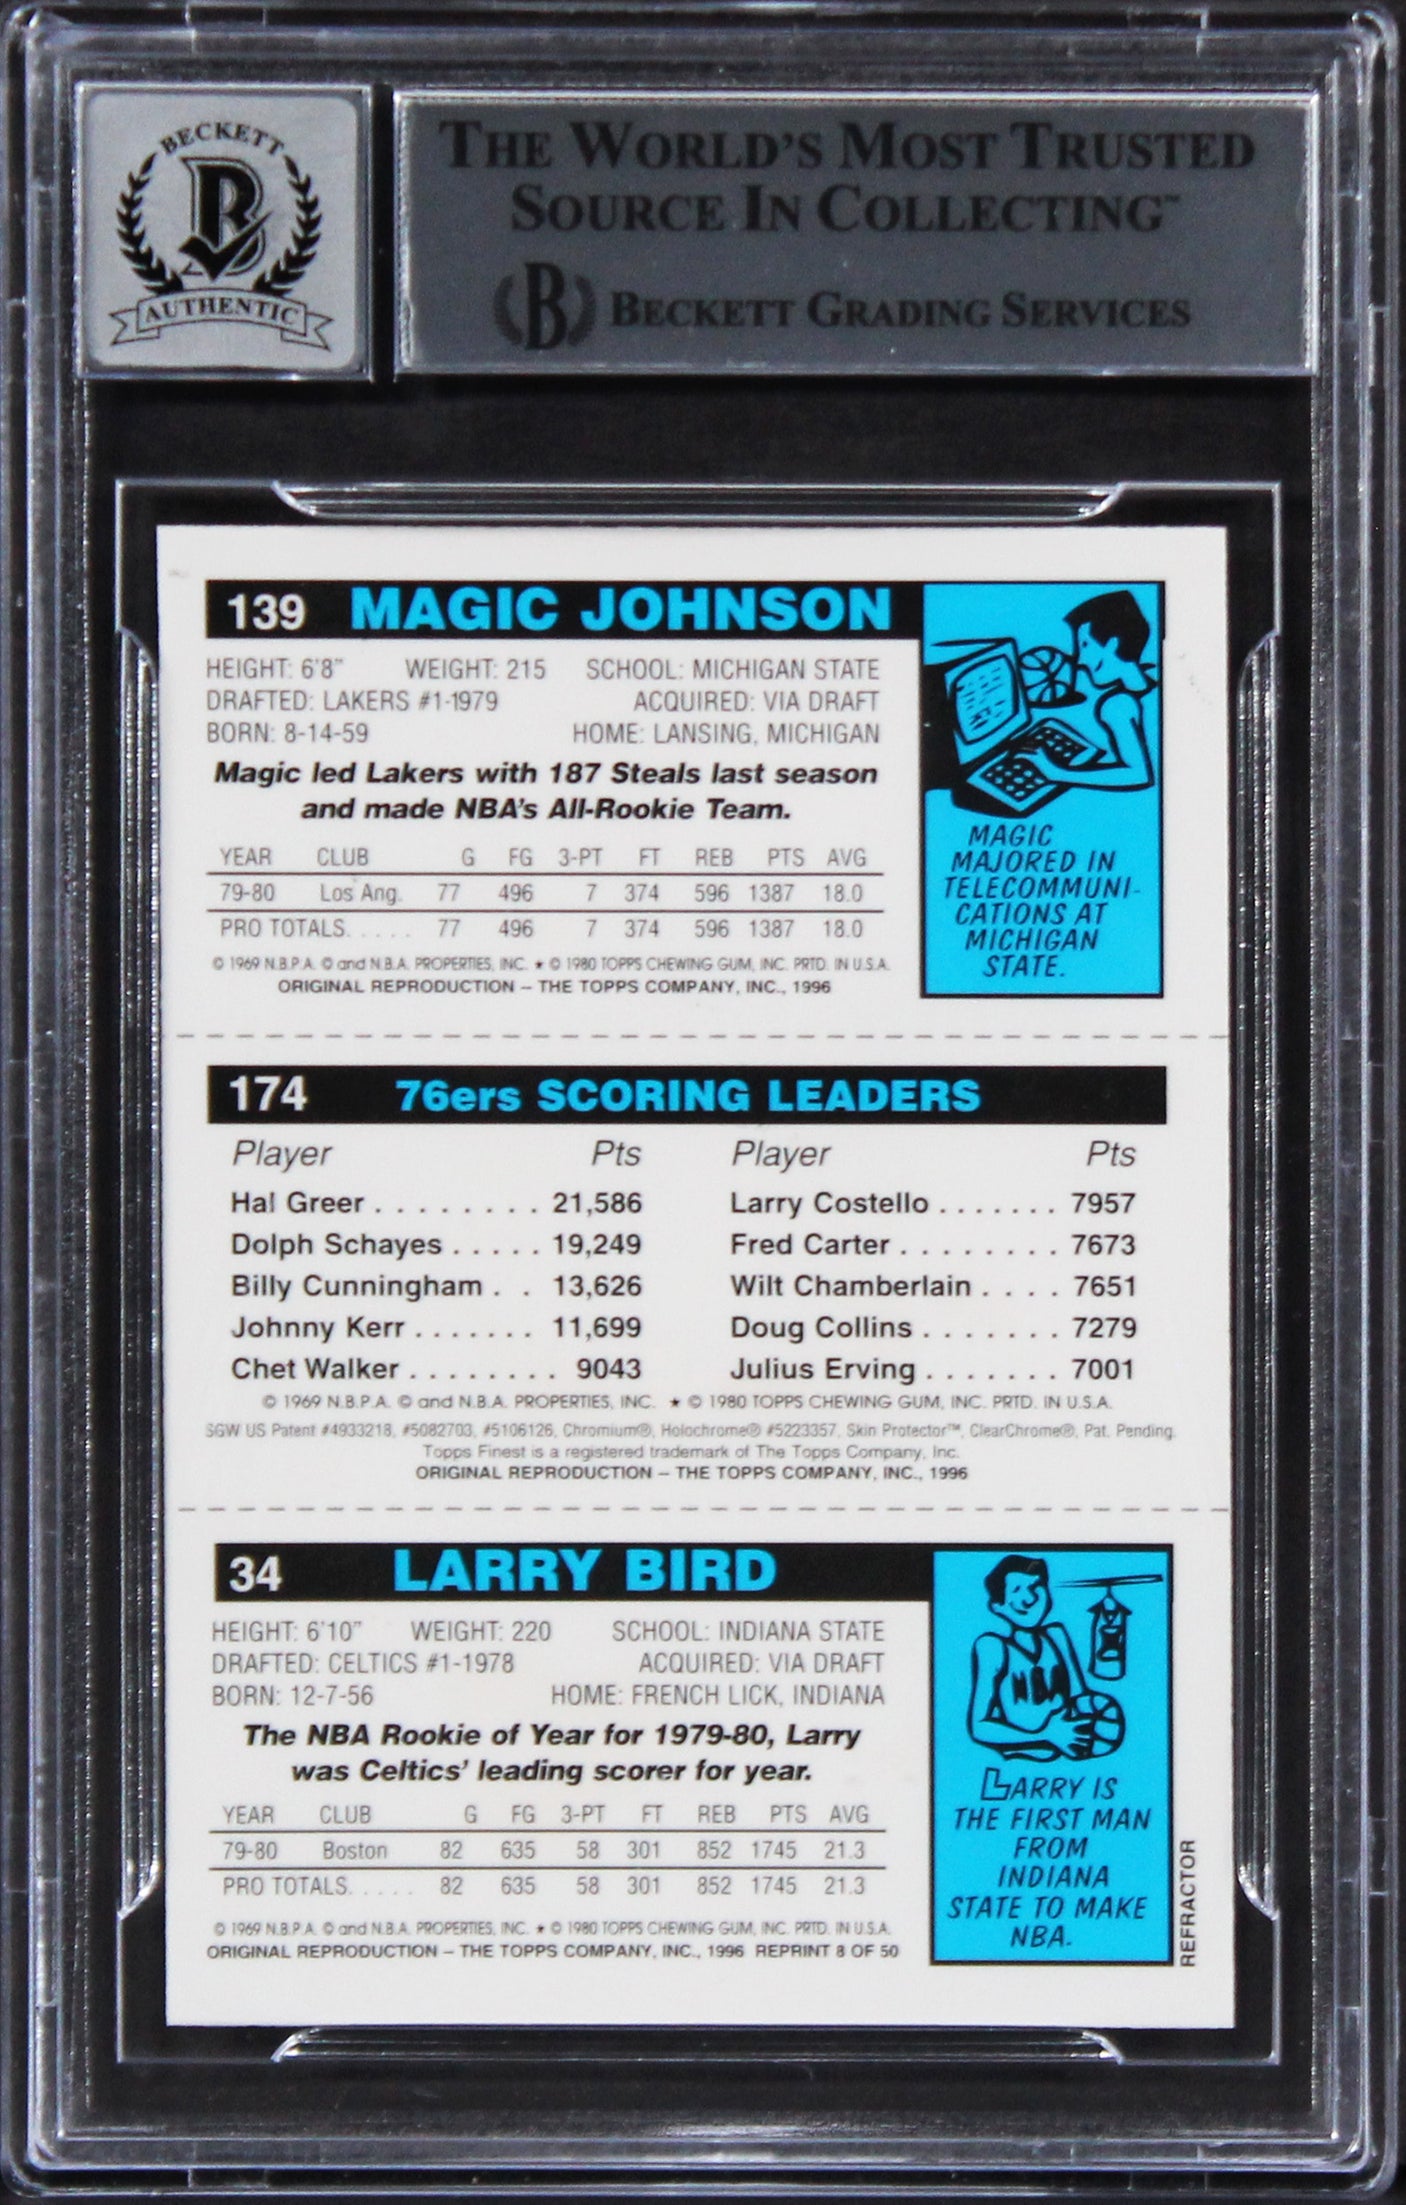 BECKETT
B
AUTHENTIC
THE WORLD'S MOST TRUSTED
SOURCE IN COLLECTING™
B BECKETT GRADING SERVICES
139 MAGIC JOHNSON
HEIGHT: 6'8" WEIGHT: 215 SCHOOL: MICHIGAN STATE
DRAFTED: LAKERS #1-1979 ACQUIRED: VIA DRAFT
BORN: 8-14-59 HOME: LANSING, MICHIGAN
Magic led Lakers with 187 Steals last season
and made NBA's All-Rookie Team.
YEAR CLUB G FG 3-PT FT REB PTS AVG
79-80 Los Ang. 77 496 7 374 596 1387 18.0
PRO TOTALS. . . . . 77 496 7 374 596 1387 18.0
© 1969 N.B.P.A. © and N.B.A. PROPERTIES, INC. ★ © 1980 TOPPS CHEWING GUM, INC. PRTD. IN U.S.A.
ORIGINAL REPRODUCTION – THE TOPPS COMPANY, INC., 1996
MAGIC
MAJORED IN
TELECOMMUNI-
CATIONS AT
MICHIGAN
STATE.
174 76ers SCORING LEADERS
Player Pts Player Pts
Hal Greer . . . . . . . . 21,586 Larry Costello . . . . . . . 7957
Dolph Schayes . . . . . 19,249 Fred Carter . . . . . . . . 7673
Billy Cunningham . . 13,626 Wilt Chamberlain . . . . 7651
Johnny Kerr . . . . . . . 11,699 Doug Collins . . . . . . . 7279
Chet Walker . . . . . . . . 9043 Julius Erving . . . . . . . 7001
© 1969 N.B.P.A. © and N.B.A. PROPERTIES, INC. ★ © 1980 TOPPS CHEWING GUM, INC. PRTD. IN U.S.A.
SGW US Patent #4933218, #5082703, #5106126, Chromium®, Holochrome® #5223357, Skin Protector™, ClearChrome®, Pat. Pending.
Topps Finest is a registered trademark of The Topps Company, Inc.
ORIGINAL REPRODUCTION – THE TOPPS COMPANY, INC., 1996
34 LARRY BIRD
HEIGHT: 6'10" WEIGHT: 220 SCHOOL: INDIANA STATE
DRAFTED: CELTICS #1-1978 ACQUIRED: VIA DRAFT
BORN: 12-7-56 HOME: FRENCH LICK, INDIANA
The NBA Rookie of Year for 1979-80, Larry
was Celtics' leading scorer for year.
YEAR CLUB G FG 3-PT FT REB PTS AVG
79-80 Boston 82 635 58 301 852 1745 21.3
PRO TOTALS. . . . . 82 635 58 301 852 1745 21.3
© 1969 N.B.P.A. © and N.B.A. PROPERTIES, INC. ★ © 1980 TOPPS CHEWING GUM, INC. PRTD. IN U.S.A.
ORIGINAL REPRODUCTION – THE TOPPS COMPANY, INC., 1996 REPRINT 8 OF 50
NBA
LARRY IS
THE FIRST MAN
FROM
INDIANA
STATE TO MAKE
NBA.
REFRACTOR